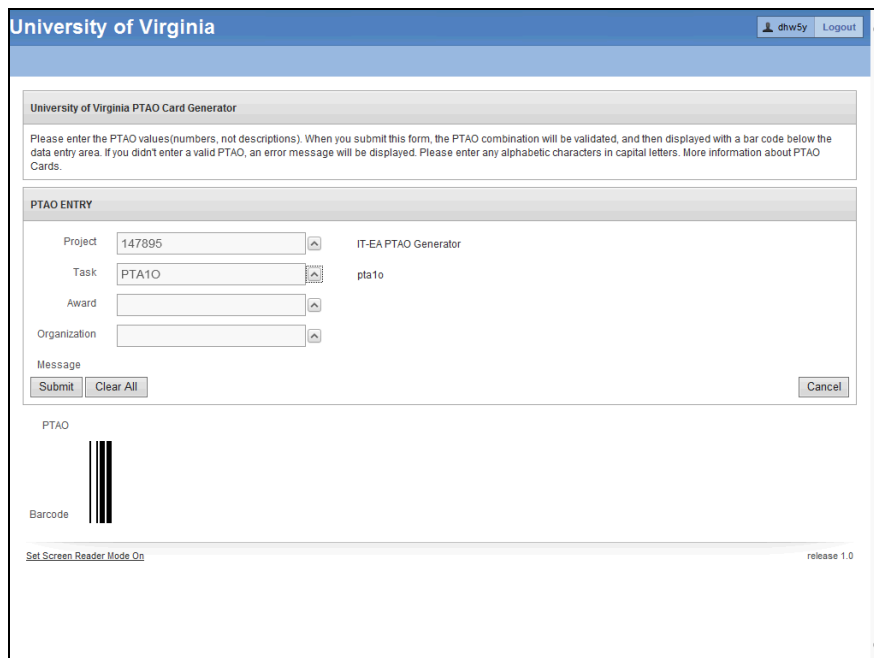 University of Virginia
dhw5y Logout
University of Virginia PTAO Card Generator
Please enter the PTAO values(numbers, not descriptions). When you submit this form, the PTAO combination will be validated, and then displayed with a bar code below the
data entry area. If you didn't enter a valid PTAO, an error message will be displayed. Please enter any alphabetic characters in capital letters. More information about PTAO
Cards.
PTAO ENTRY
Project 147895 IT-EA PTAO Generator
Task PTA1O pta1o
Award
Organization
Message
Submit Clear All Cancel
PTAO
Barcode
Set Screen Reader Mode On release 1.0